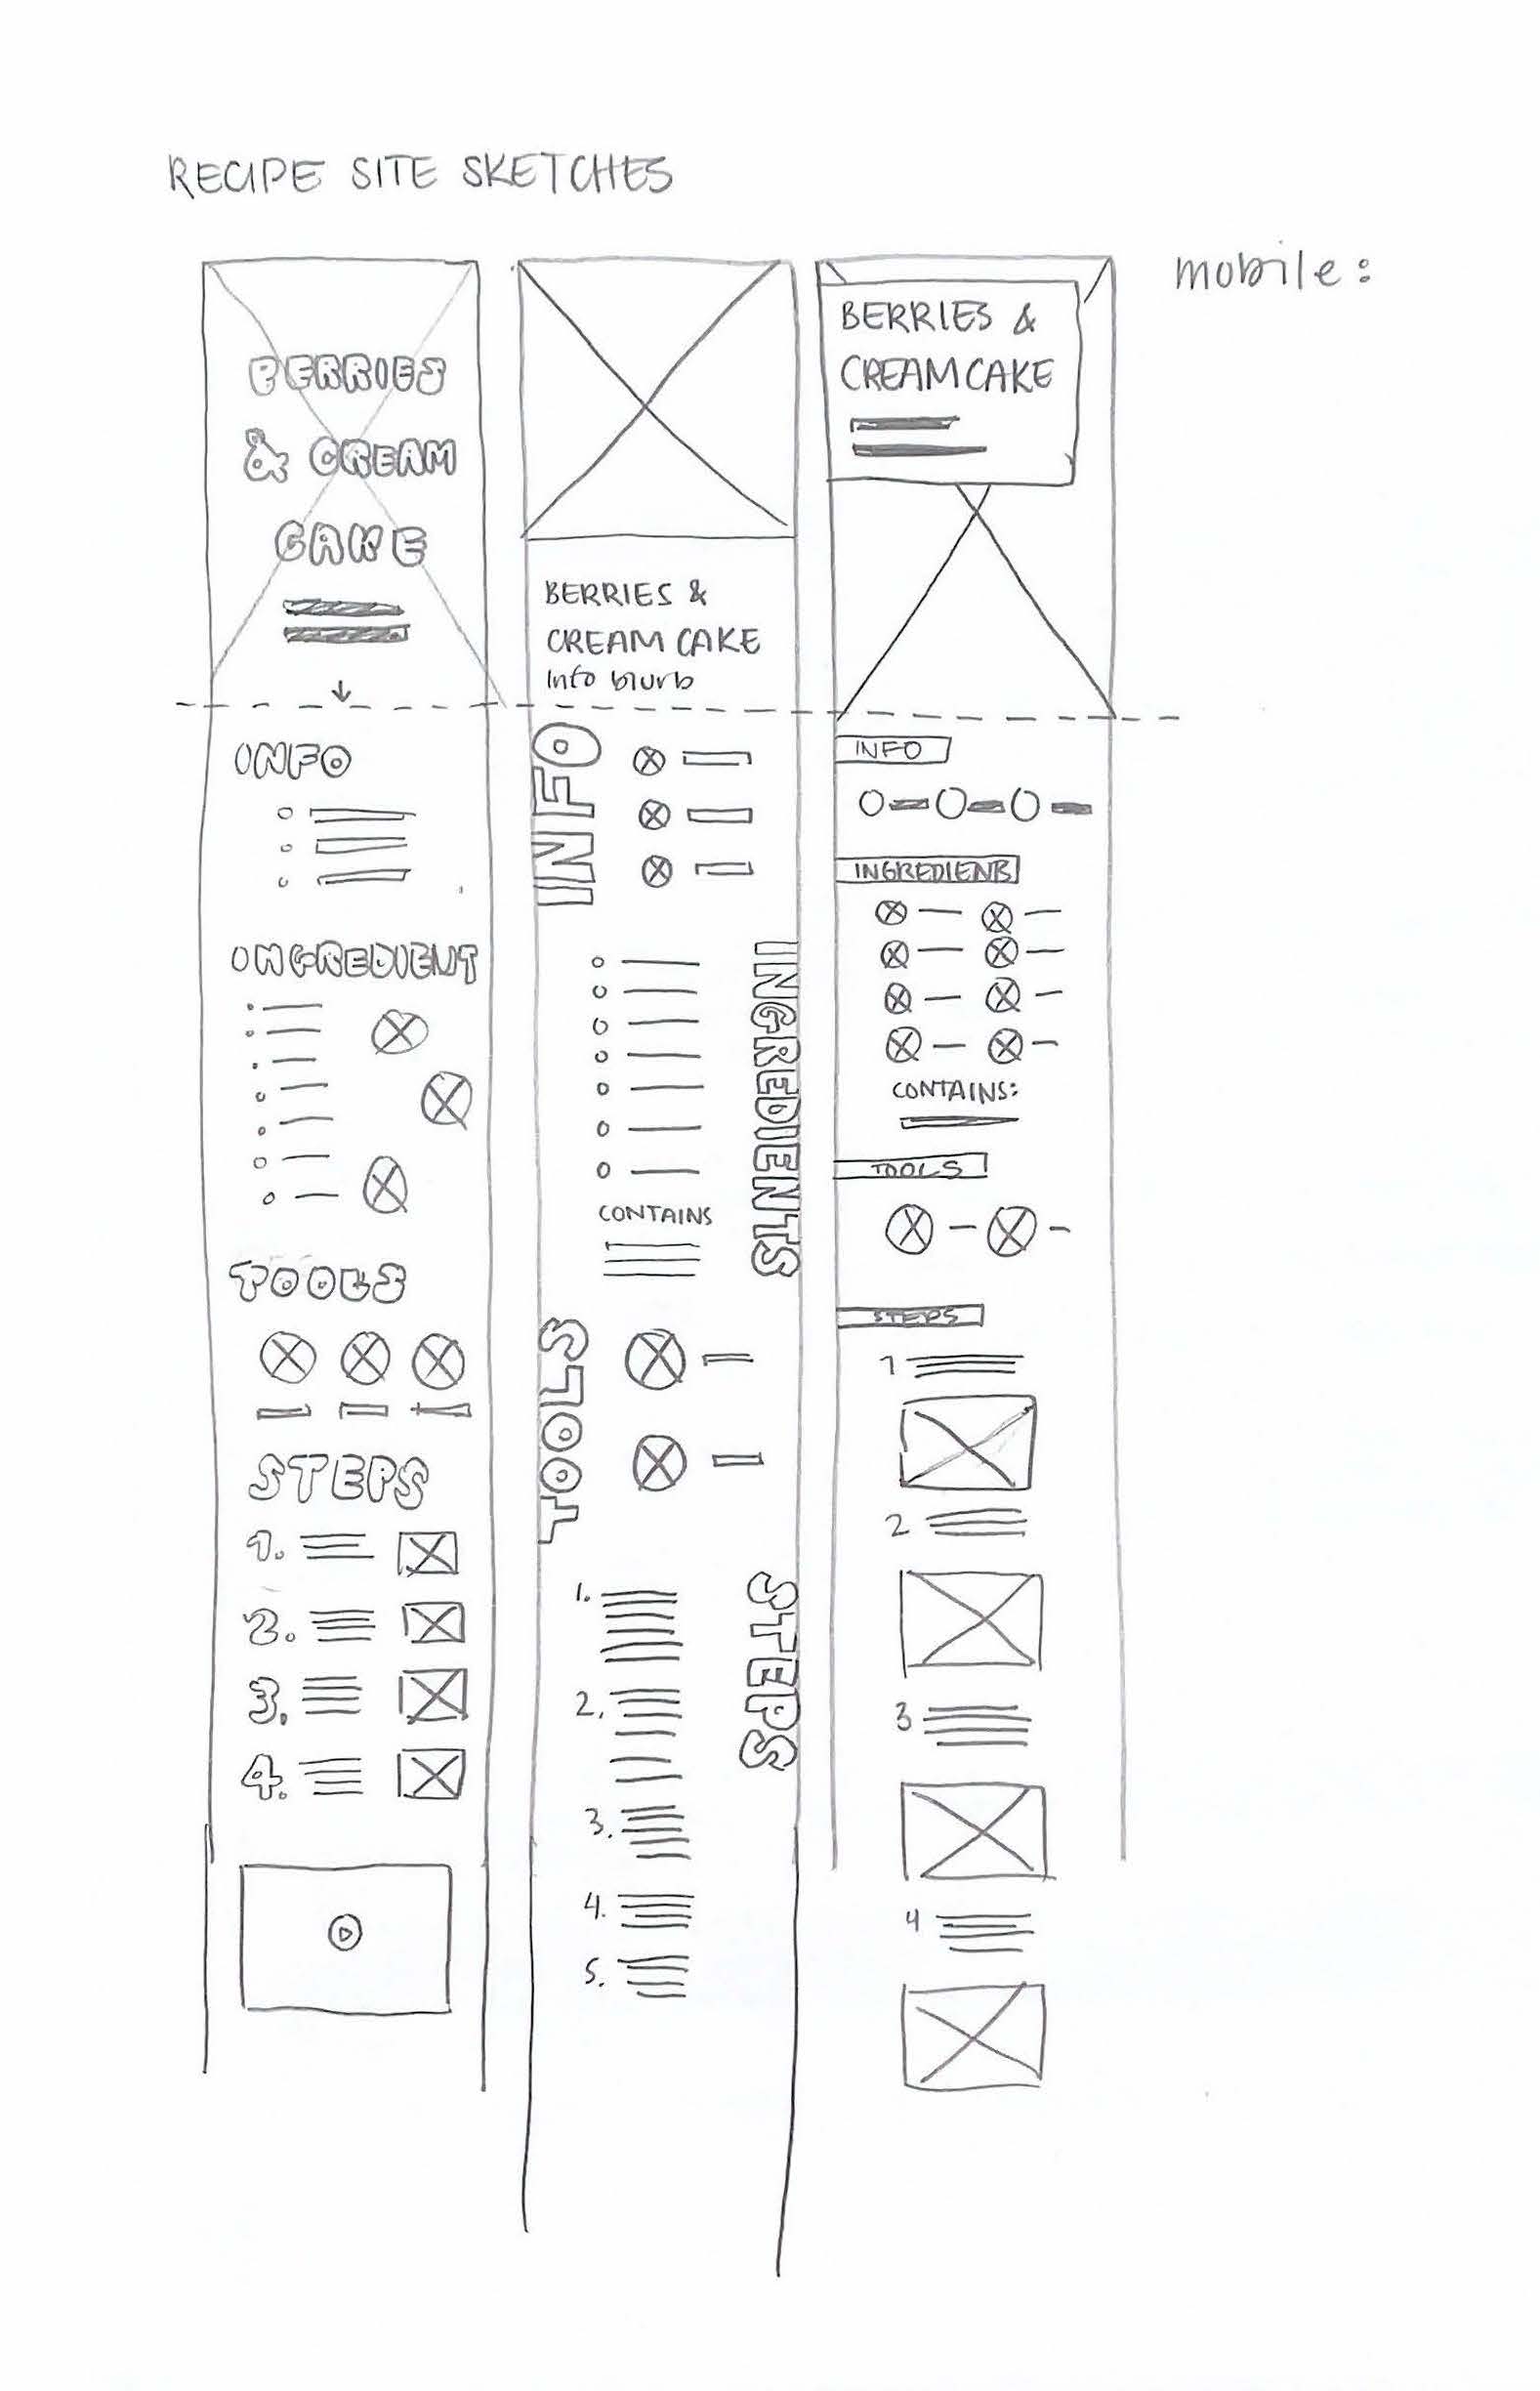 RECIPE SITE SKETCHES
mobile:
BERRIES
& CREAM
CAKE
INFO
INGREDIENT
TOOLS
STEPS
1.
2.
3.
4.
BERRIES &
CREAM CAKE
Info blurb
INFO
INGREDIENTS
CONTAINS
TOOLS
STEPS
1.
2.
3.
4.
5.
BERRIES &
CREAM CAKE
INFO
INGREDIENTS
CONTAINS:
TOOLS
STEPS
1
2
3
4